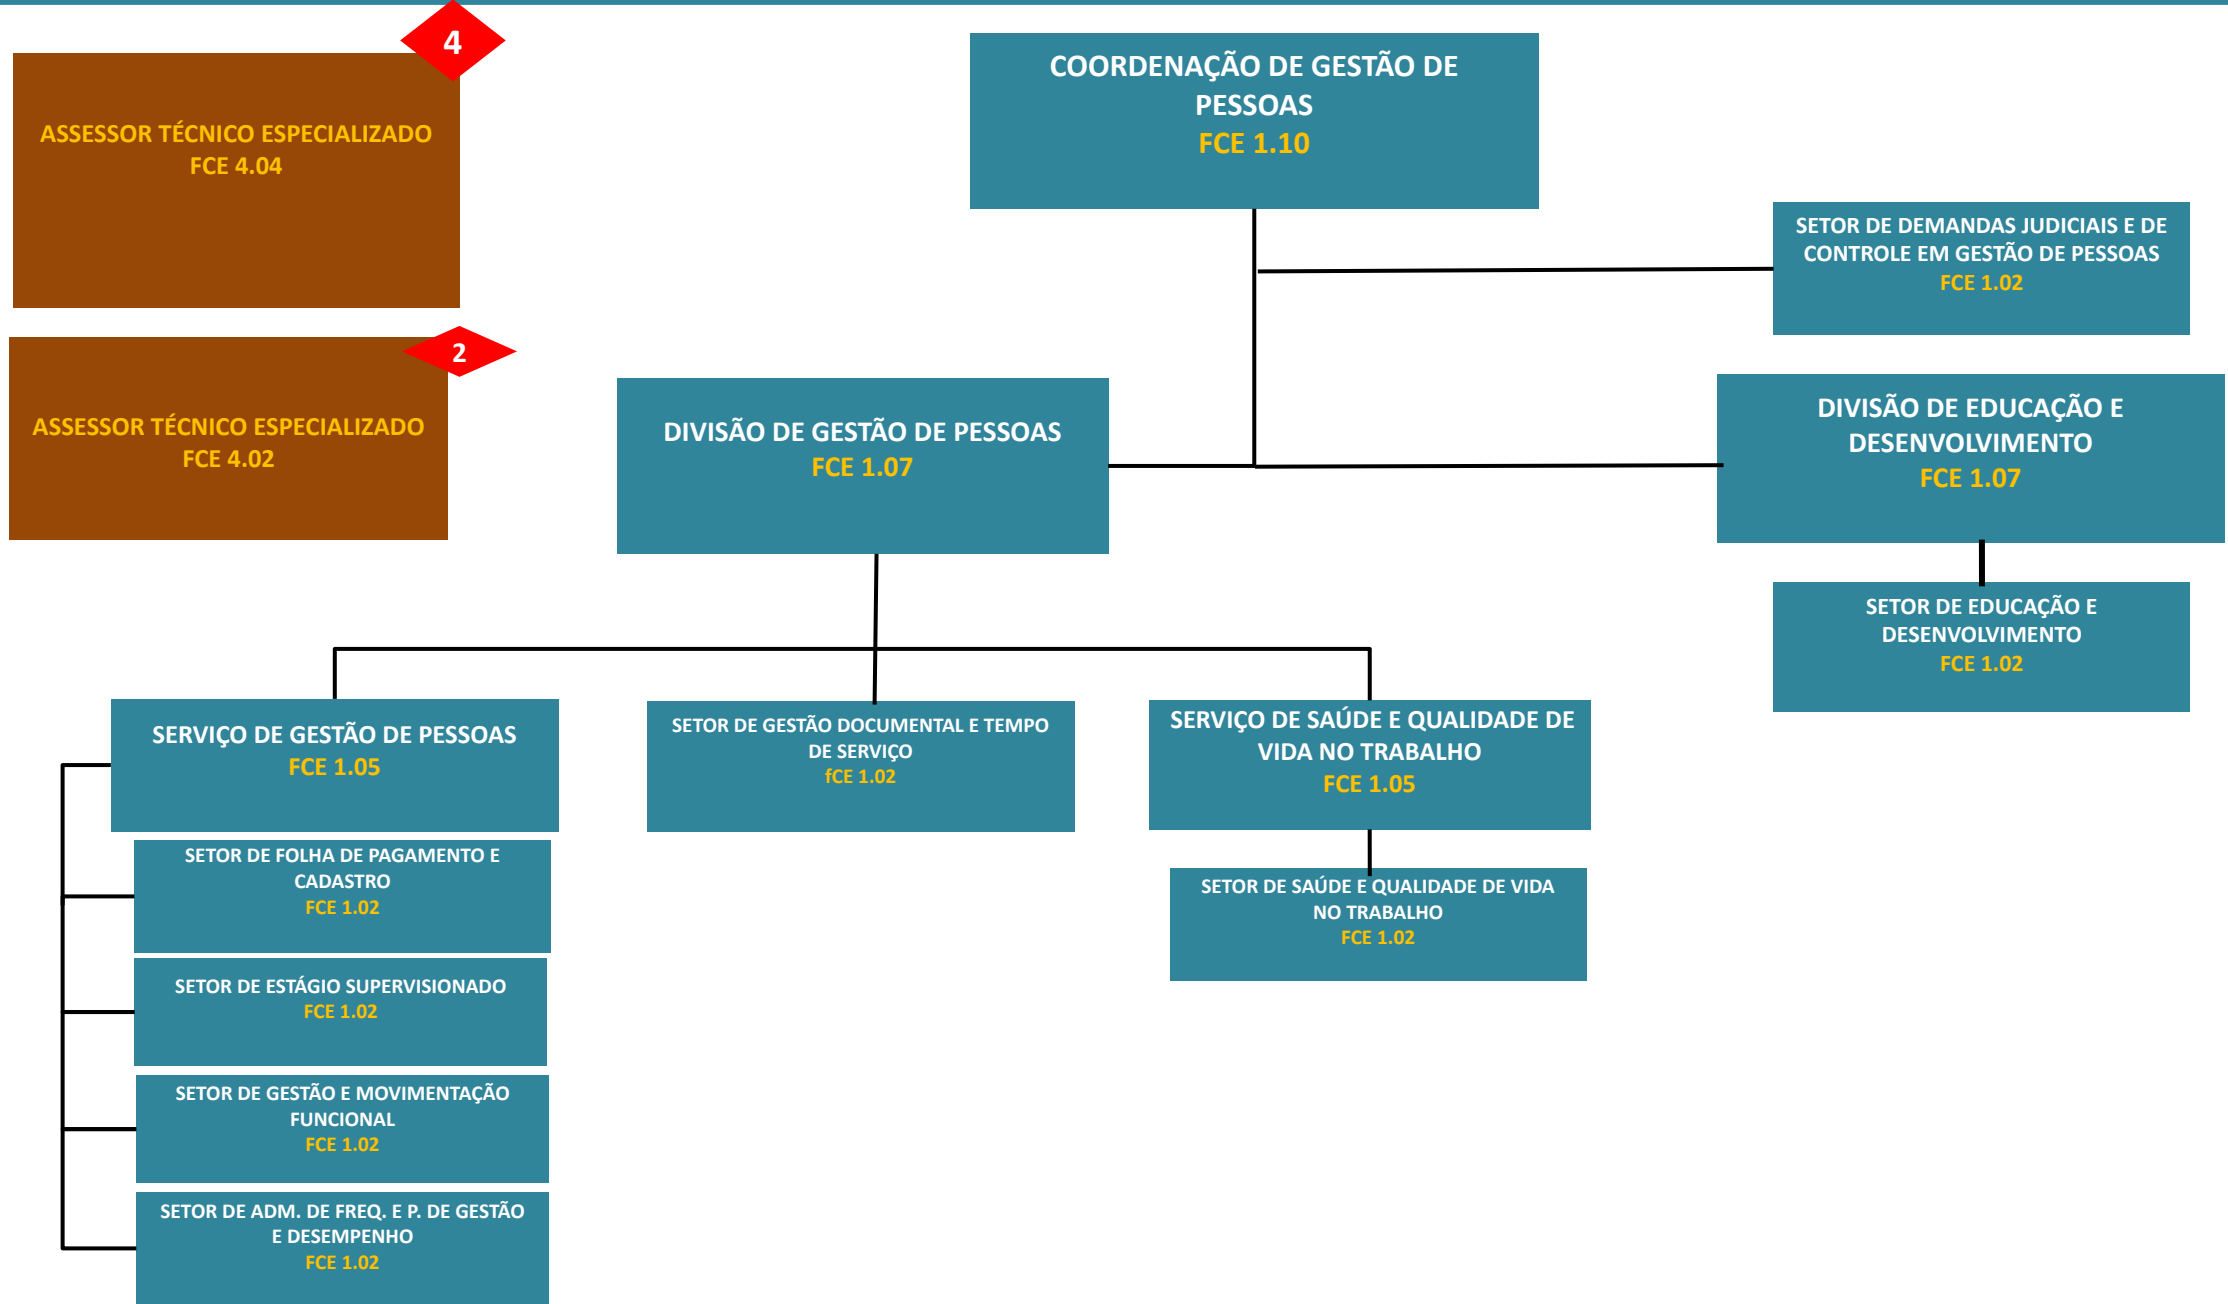 4
ASSESSOR TÉCNICO ESPECIALIZADO
FCE 4.04
2
ASSESSOR TÉCNICO ESPECIALIZADO
FCE 4.02
COORDENAÇÃO DE GESTÃO DE
PESSOAS
FCE 1.10
SETOR DE DEMANDAS JUDICIAIS E DE
CONTROLE EM GESTÃO DE PESSOAS
FCE 1.02
DIVISÃO DE GESTÃO DE PESSOAS
FCE 1.07
DIVISÃO DE EDUCAÇÃO E
DESENVOLVIMENTO
FCE 1.07
SETOR DE EDUCAÇÃO E
DESENVOLVIMENTO
FCE 1.02
SERVIÇO DE GESTÃO DE PESSOAS
FCE 1.05
SETOR DE GESTÃO DOCUMENTAL E TEMPO
DE SERVIÇO
fCE 1.02
SERVIÇO DE SAÚDE E QUALIDADE DE
VIDA NO TRABALHO
FCE 1.05
SETOR DE FOLHA DE PAGAMENTO E
CADASTRO
FCE 1.02
SETOR DE SAÚDE E QUALIDADE DE VIDA
NO TRABALHO
FCE 1.02
SETOR DE ESTÁGIO SUPERVISIONADO
FCE 1.02
SETOR DE GESTÃO E MOVIMENTAÇÃO
FUNCIONAL
FCE 1.02
SETOR DE ADM. DE FREQ. E P. DE GESTÃO
E DESEMPENHO
FCE 1.02